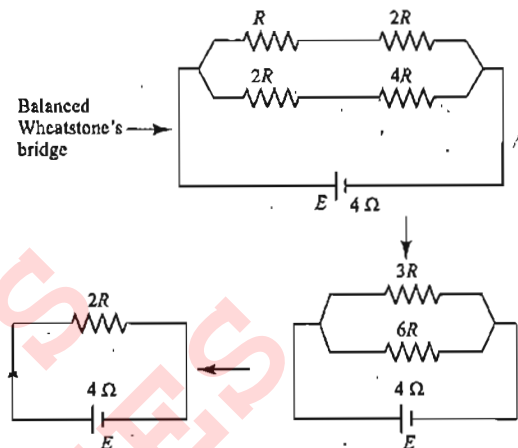 R 2R
2R 4R
Balanced
Wheatstone's
bridge
E 4 Ω
3R
2R
6R
4 Ω
E
4 Ω
E